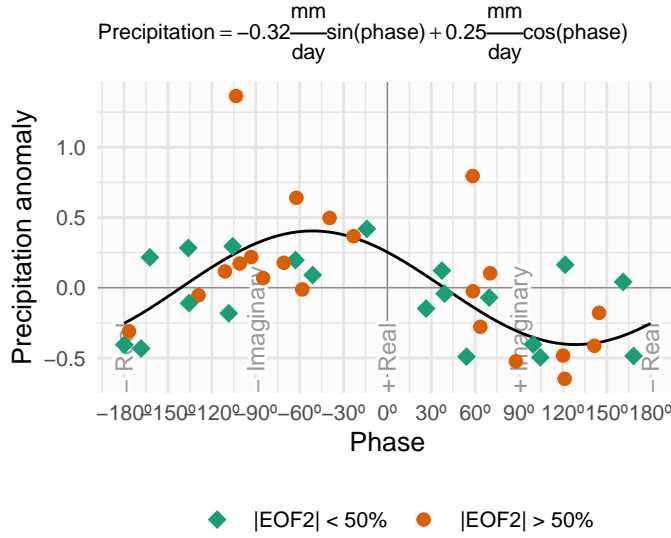 Precipitation = −0.32 mm/day sin(phase) + 0.25 mm/day cos(phase)
Precipitation anomaly
1.0
0.5
0.0
−0.5
− Real
− Imaginary
+ Real
+ Imaginary
− Real
−180º −150º −120º −90º −60º −30º 0º 30º 60º 90º 120º 150º 180º
Phase
|EOF2| < 50% |EOF2| > 50%